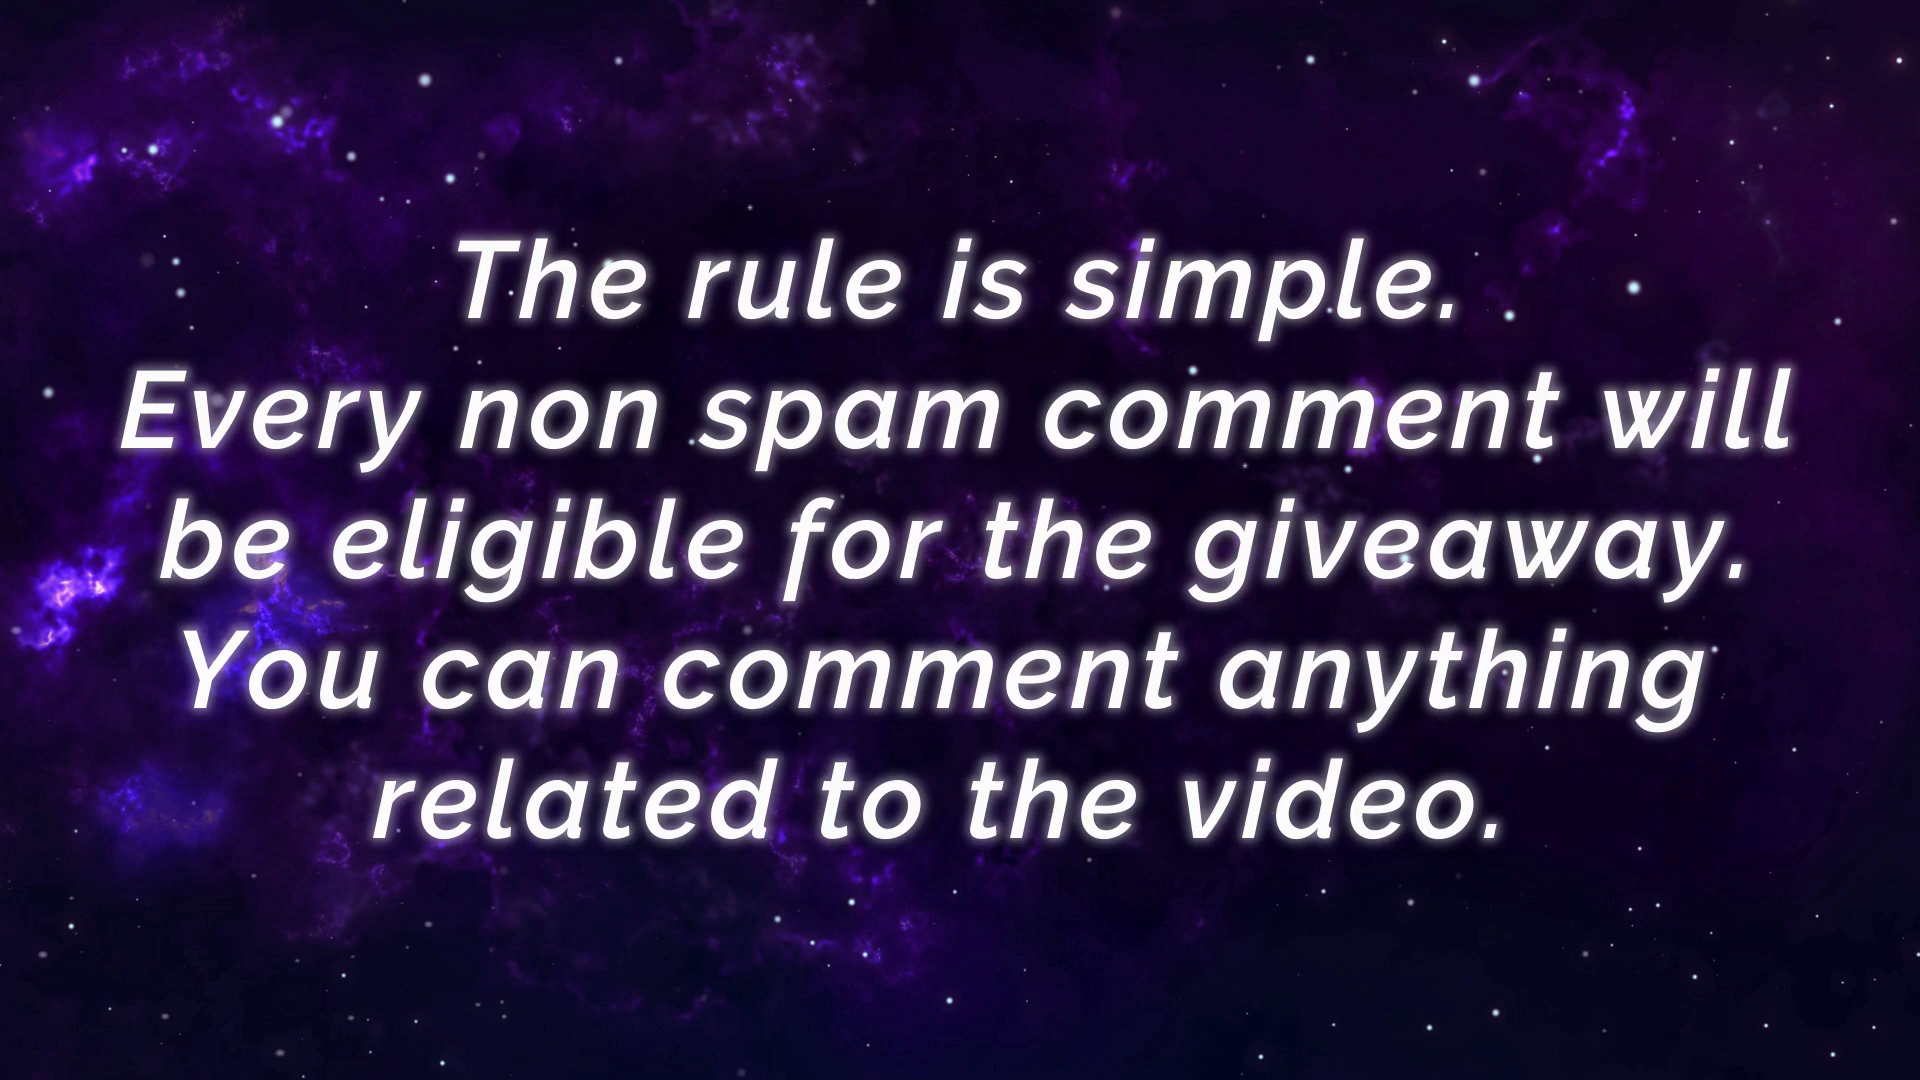 The rule is simple.
Every non spam comment will
be eligible for the giveaway.
You can comment anything
related to the video.